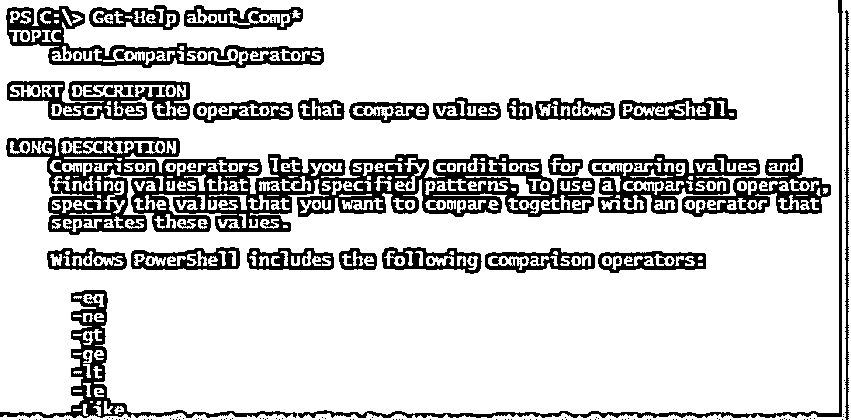 PS C:\> Get-Help about_Comp*
TOPIC
about_Comparison_Operators
SHORT DESCRIPTION
Describes the operators that compare values in Windows PowerShell.
LONG DESCRIPTION
Comparison operators let you specify conditions for comparing values and
finding values that match specified patterns. To use a comparison operator,
specify the values that you want to compare together with an operator that
separates these values.
Windows PowerShell includes the following comparison operators:
-eq
-ne
-gt
-ge
-lt
-le
-Like